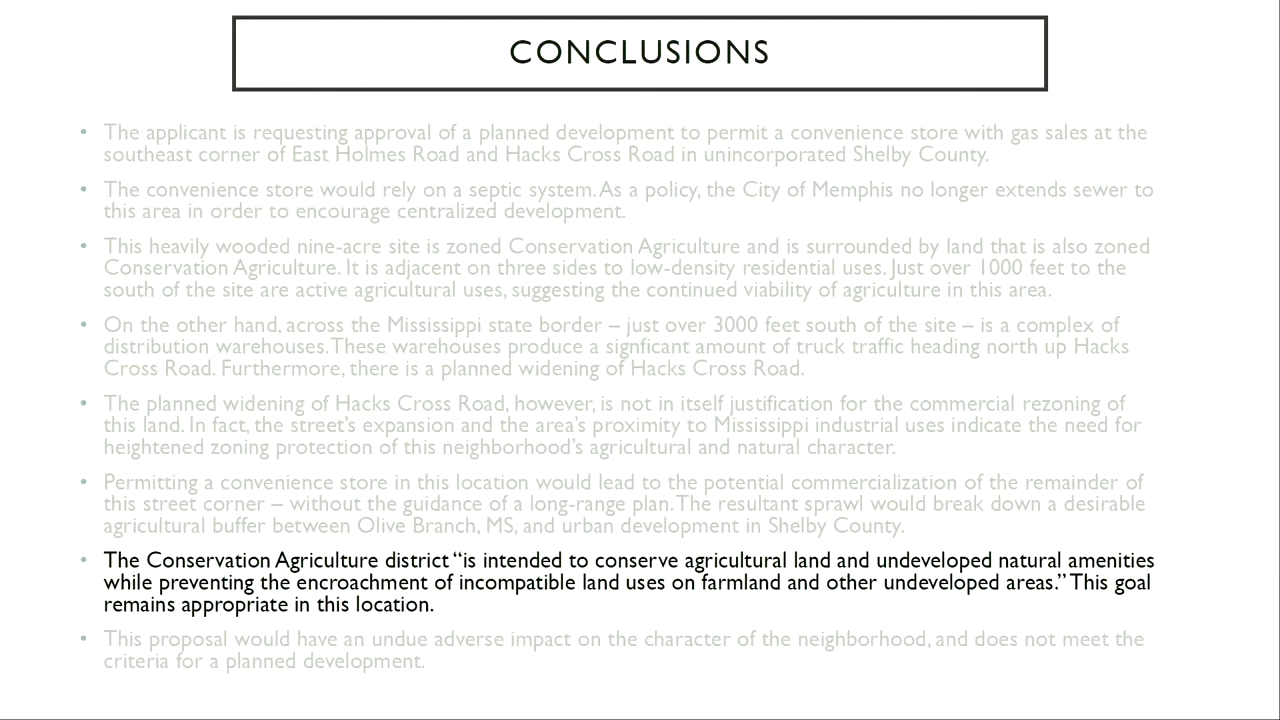 CONCLUSIONS
• The applicant is requesting approval of a planned development to permit a convenience store with gas sales at the
southeast corner of East Holmes Road and Hacks Cross Road in unincorporated Shelby County.
• The convenience store would rely on a septic system. As a policy, the City of Memphis no longer extends sewer to
this area in order to encourage centralized development.
• This heavily wooded nine-acre site is zoned Conservation Agriculture and is surrounded by land that is also zoned
Conservation Agriculture. It is adjacent on three sides to low-density residential uses. Just over 1000 feet to the
south of the site are active agricultural uses, suggesting the continued viability of agriculture in this area.
• On the other hand, across the Mississippi state border – just over 3000 feet south of the site – is a complex of
distribution warehouses. These warehouses produce a signficant amount of truck traffic heading north up Hacks
Cross Road. Furthermore, there is a planned widening of Hacks Cross Road.
• The planned widening of Hacks Cross Road, however, is not in itself justification for the commercial rezoning of
this land. In fact, the street's expansion and the area's proximity to Mississippi industrial uses indicate the need for
heightened zoning protection of this neighborhood's agricultural and natural character.
• Permitting a convenience store in this location would lead to the potential commercialization of the remainder of
this street corner – without the guidance of a long-range plan. The resultant sprawl would break down a desirable
agricultural buffer between Olive Branch, MS, and urban development in Shelby County.
• The Conservation Agriculture district “is intended to conserve agricultural land and undeveloped natural amenities
while preventing the encroachment of incompatible land uses on farmland and other undeveloped areas.” This goal
remains appropriate in this location.
• This proposal would have an undue adverse impact on the character of the neighborhood, and does not meet the
criteria for a planned development.